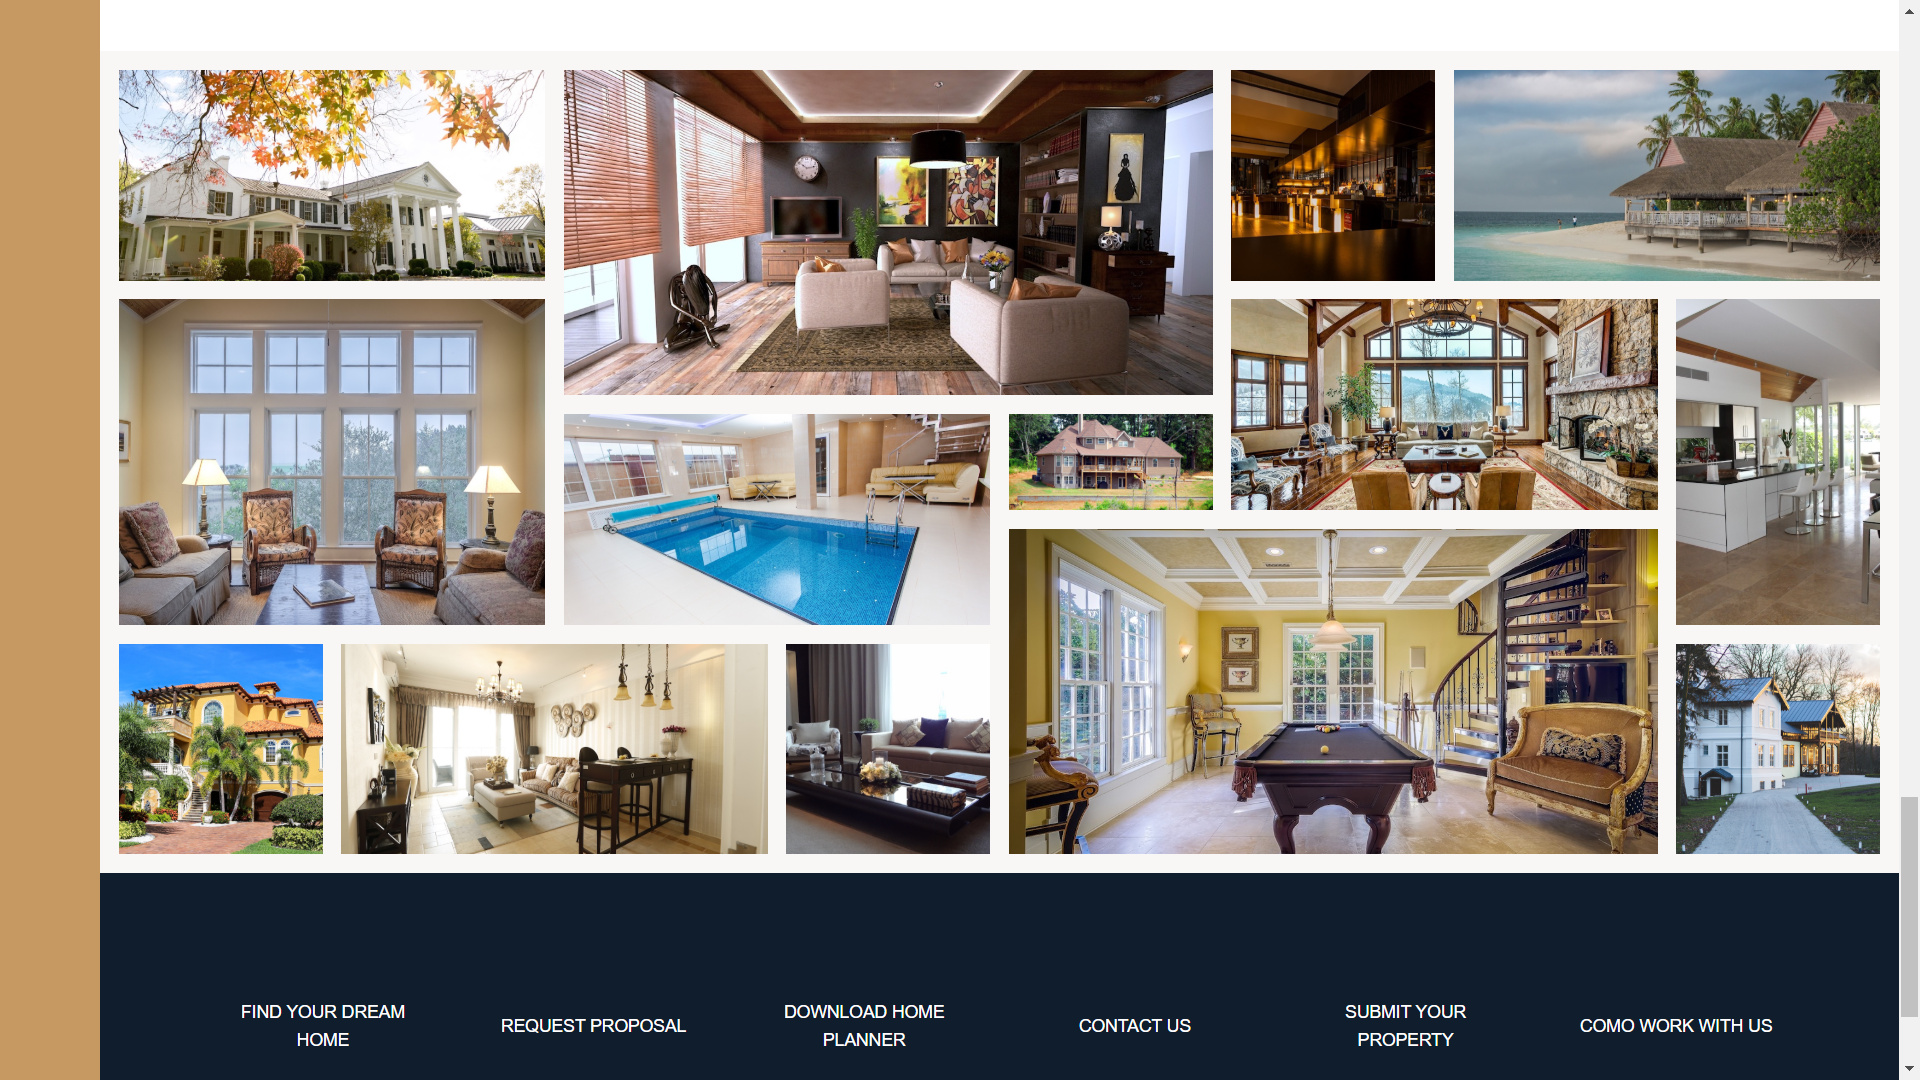 FIND YOUR DREAM
HOME
REQUEST PROPOSAL
DOWNLOAD HOME
PLANNER
CONTACT US
SUBMIT YOUR
PROPERTY
COMO WORK WITH US